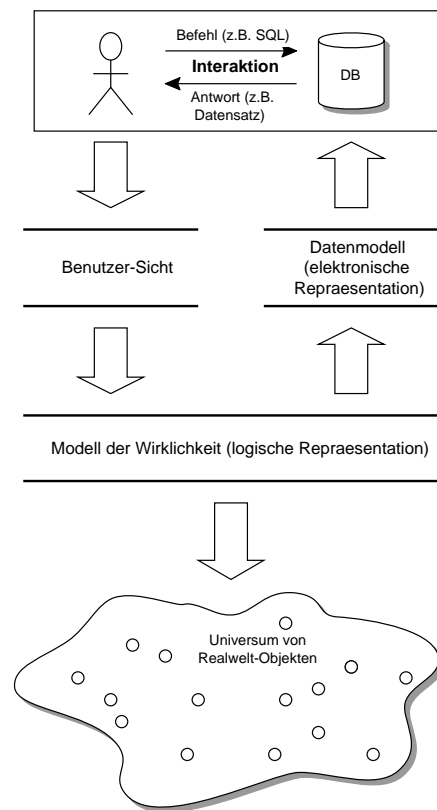 Befehl (z.B. SQL)
Interaktion
Antwort (z.B.
Datensatz)
DB
Benutzer-Sicht
Datenmodell
(elektronische
Repraesentation)
Modell der Wirklichkeit (logische Repraesentation)
Universum von
Realwelt-Objekten